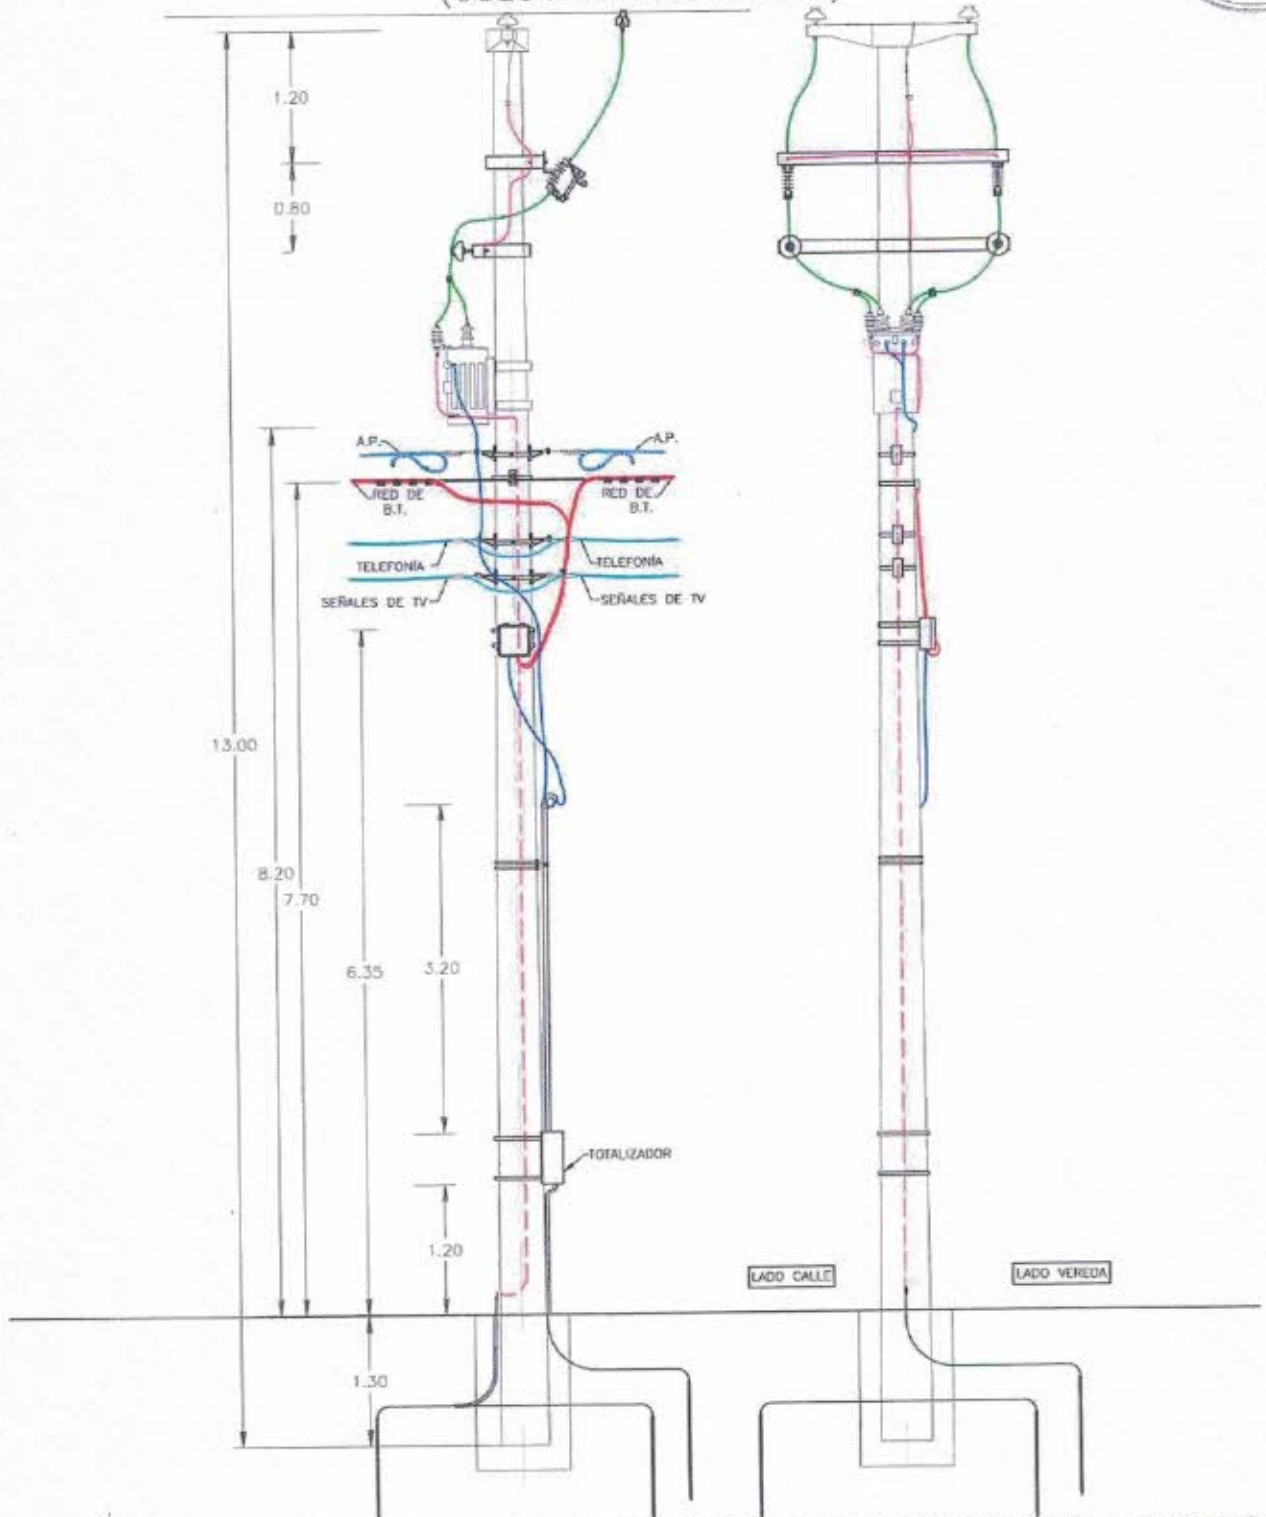 1.20
0.80
A.P.
A.P.
RED DE
B.T.
RED DE
B.T.
TELEFONÍA
TELEFONÍA
SEÑALES DE TV
SEÑALES DE TV
13.00
8.20
7.70
6.35
3.20
TOTALIZADOR
1.20
LADO CALLE
LADO VEREDA
1.30